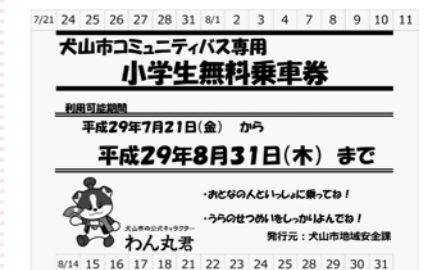 7/21 24 25 26 27 28 31 8/1 2 3 4 7 8 9 10 11
犬山市コミュニティバス専用
小学生無料乗車券
利用可能期間
平成29年7月21日(金) から
平成29年8月31日(木) まで
・おとなの人といっしょに乗ってね！
・うらのせつめいをしっかりよんでね！
犬山市の公式キャラクター
わん丸君
発行元：犬山市地域安全課
8/14 15 16 17 18 21 22 23 24 25 28 29 30 31